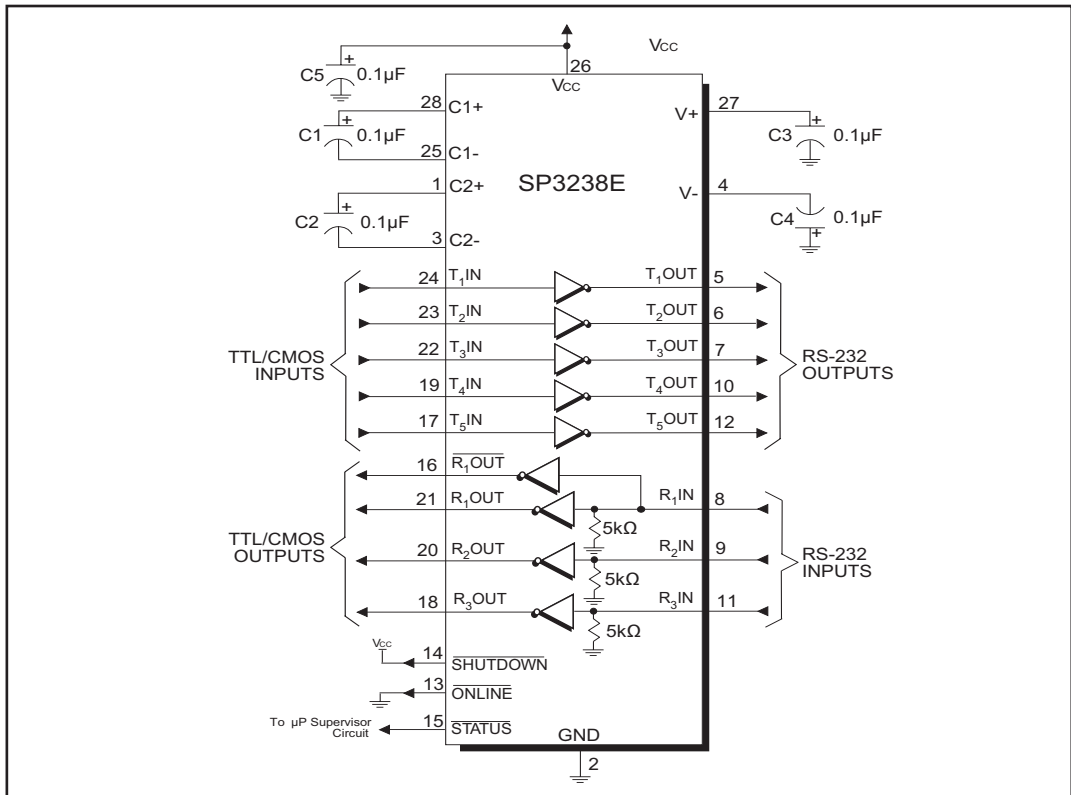 VCC
C5
+
0.1µF
26
VCC
28
C1+
C1
+
0.1µF
25
C1-
1
C2+
C2
+
0.1µF
3
C2-
SP3238E
V+
27
+
C3
0.1µF
V-
4
C4
0.1µF
+
24 T1IN T1OUT 5
23 T2IN T2OUT 6
22 T3IN T3OUT 7
19 T4IN T4OUT 10
17 T5IN T5OUT 12
TTL/CMOS
INPUTS
RS-232
OUTPUTS
16 R1OUT
21 R1OUT R1IN 8
5kΩ
20 R2OUT R2IN 9
5kΩ
18 R3OUT R3IN 11
5kΩ
TTL/CMOS
OUTPUTS
RS-232
INPUTS
VCC
14
SHUTDOWN
13
ONLINE
To µP Supervisor
Circuit
15
STATUS
GND
2